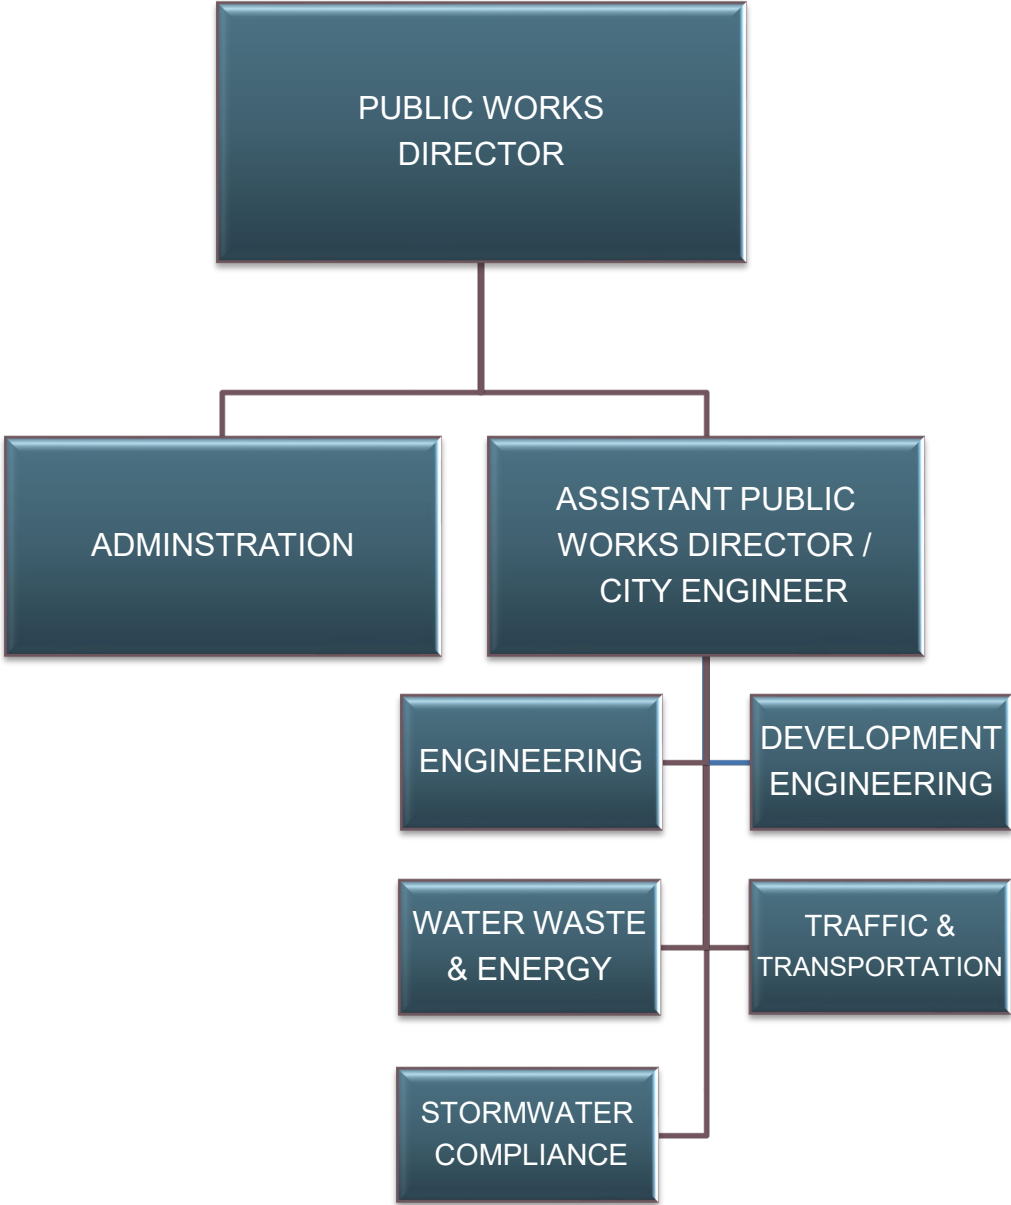 PUBLIC WORKS
DIRECTOR
ADMINSTRATION
ASSISTANT PUBLIC
WORKS DIRECTOR /
CITY ENGINEER
ENGINEERING
DEVELOPMENT
ENGINEERING
WATER WASTE
& ENERGY
TRAFFIC &
TRANSPORTATION
STORMWATER
COMPLIANCE